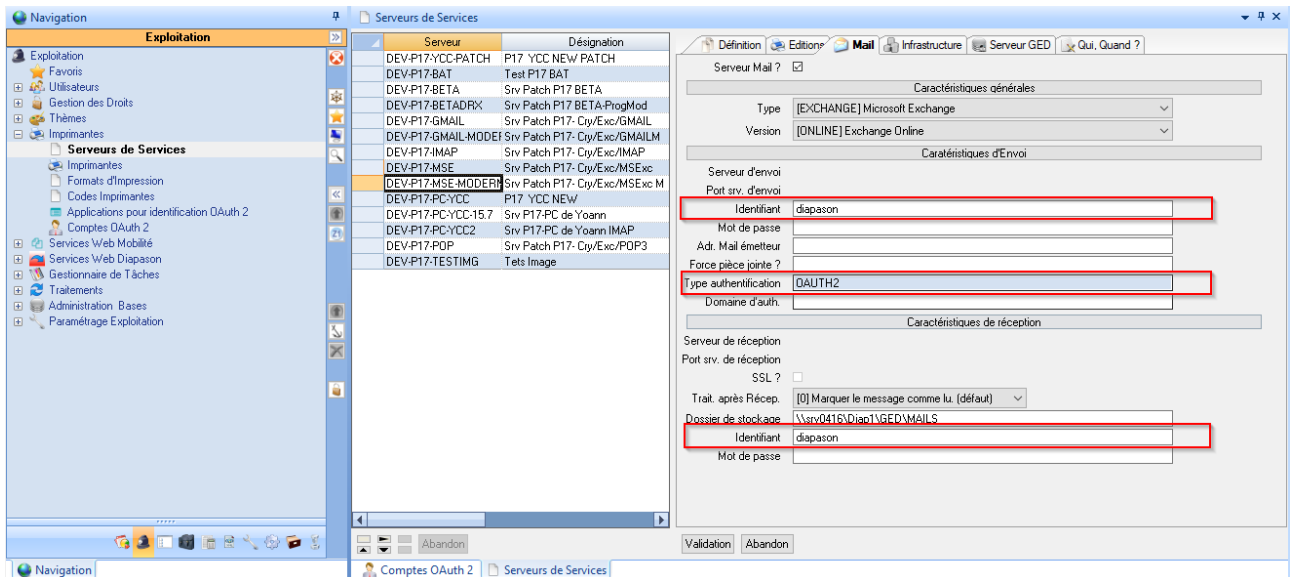 Navigation
Exploitation
Exploitation
Favoris
Utilisateurs
Gestion des Droits
Thèmes
Imprimantes
Serveurs de Services
Imprimantes
Formats d'Impression
Codes Imprimantes
Applications pour identification OAuth 2
Comptes OAuth 2
Services Web Mobilité
Services Web Diapason
Gestionnaire de Tâches
Traitements
Administration Bases
Paramétrage Exploitation
Navigation
Serveurs de Services
Serveur Désignation
DEV-P17-YCC-PATCH P17 YCC NEW PATCH
DEV-P17-BAT Test P17 BAT
DEV-P17-BETA Srv Patch P17 BETA
DEV-P17-BETADRX Srv Patch P17 BETA-ProgMod
DEV-P17-GMAIL Srv Patch P17- Cry/Exc/GMAIL
DEV-P17-GMAIL-MODEF Srv Patch P17- Cry/Exc/GMAILM
DEV-P17-IMAP Srv Patch P17- Cry/Exc/IMAP
DEV-P17-MSE Srv Patch P17- Cry/Exc/MSExc
DEV-P17-MSE-MODERN Srv Patch P17- Cry/Exc/MSExc M
DEV-P17-PC-YCC P17 YCC NEW
DEV-P17-PC-YCC-15.7 Srv P17-PC de Yoann
DEV-P17-PC-YCC2 Srv P17-PC de Yoann IMAP
DEV-P17-POP Srv Patch P17- Cry/Exc/POP3
DEV-P17-TESTIMG Tets Image
Abandon
Comptes OAuth 2 Serveurs de Services
Définition Editions Mail Infrastructure Serveur GED Qui, Quand ?
Serveur Mail ?
Caractéristiques générales
Type [EXCHANGE] Microsoft Exchange
Version [ONLINE] Exchange Online
Caratéristiques d'Envoi
Serveur d'envoi
Port srv. d'envoi
Identifiant diapason
Mot de passe
Adr. Mail émetteur
Force pièce jointe ?
Type authentification OAUTH2
Domaine d'auth.
Caractéristiques de réception
Serveur de réception
Port srv. de réception
SSL ?
Trait. après Récep. [0] Marquer le message comme lu. (défaut)
Dossier de stockage \\srv0416\Diap1\GED\MAILS
Identifiant diapason
Mot de passe
Validation Abandon